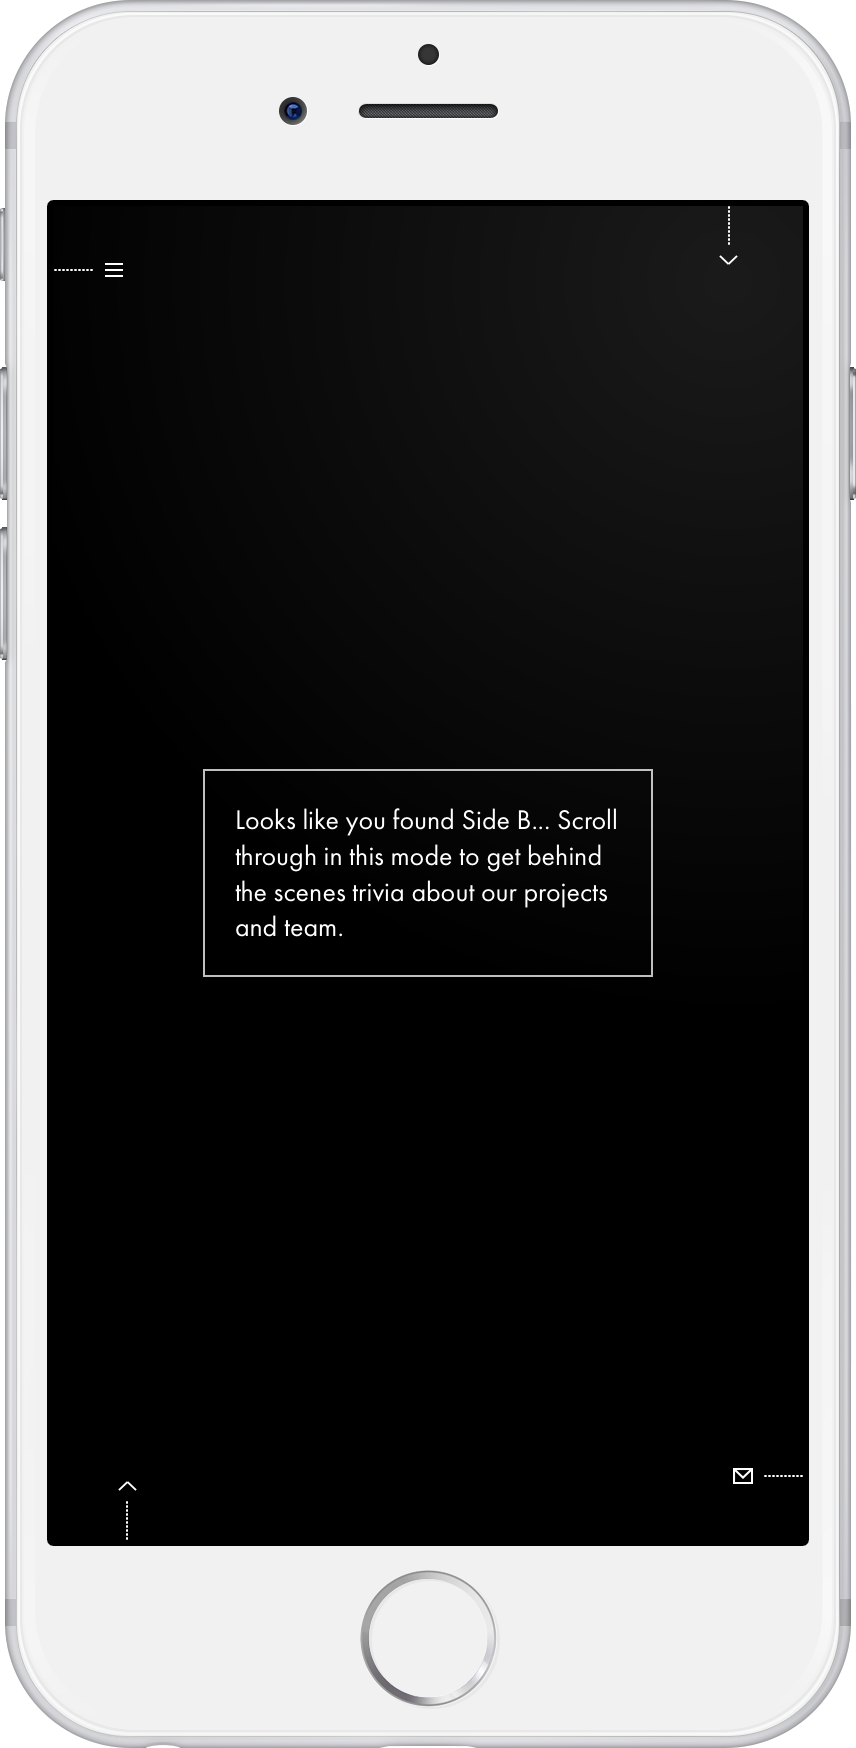 Looks like you found Side B... Scroll
through in this mode to get behind
the scenes trivia about our projects
and team.